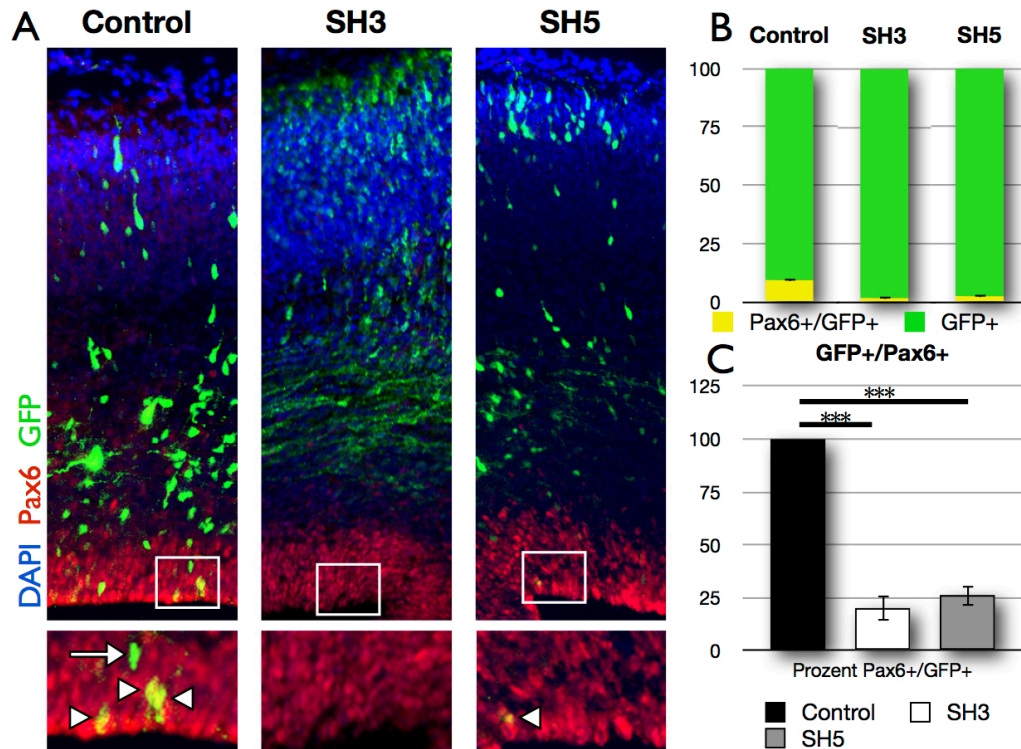 A
Control
SH3
SH5
DAPI Pax6 GFP
B
Control
SH3
SH5
100
75
50
25
0
Pax6+/GFP+
GFP+
C
GFP+/Pax6+
125
100
75
50
25
0
***
***
Prozent Pax6+/GFP+
Control
SH3
SH5